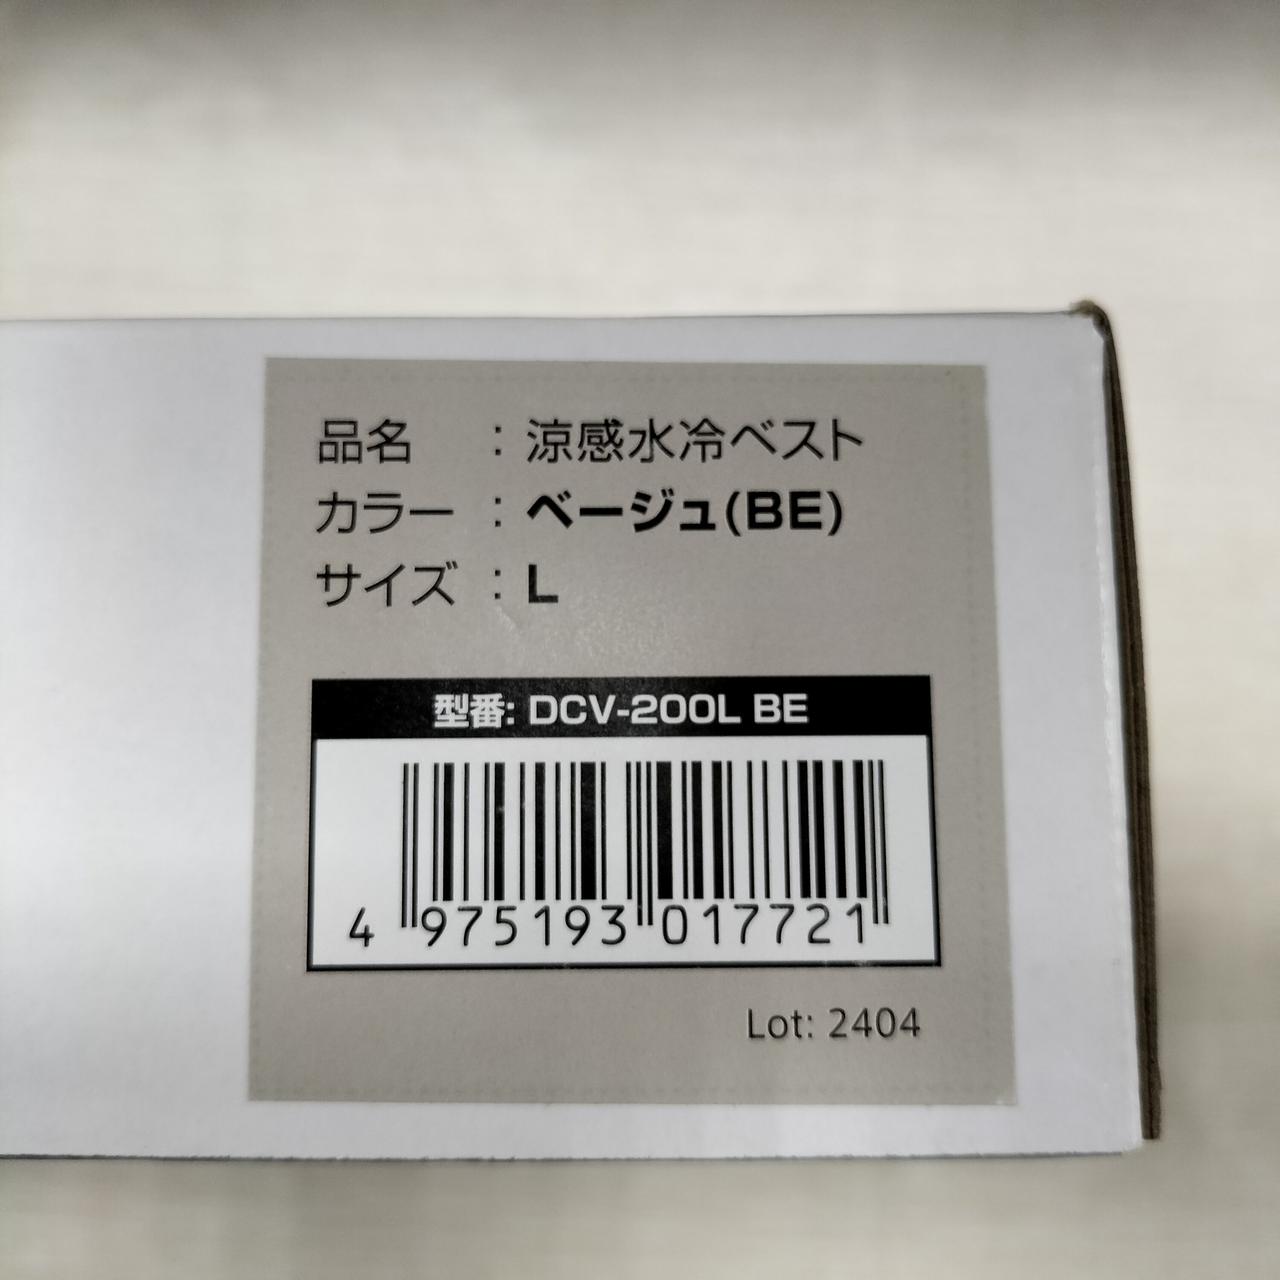 品名 : 涼感水冷ベスト
カラー : ベージュ(BE)
サイズ : L
型番: DCV-200L BE
4 975193 017721
Lot: 2404